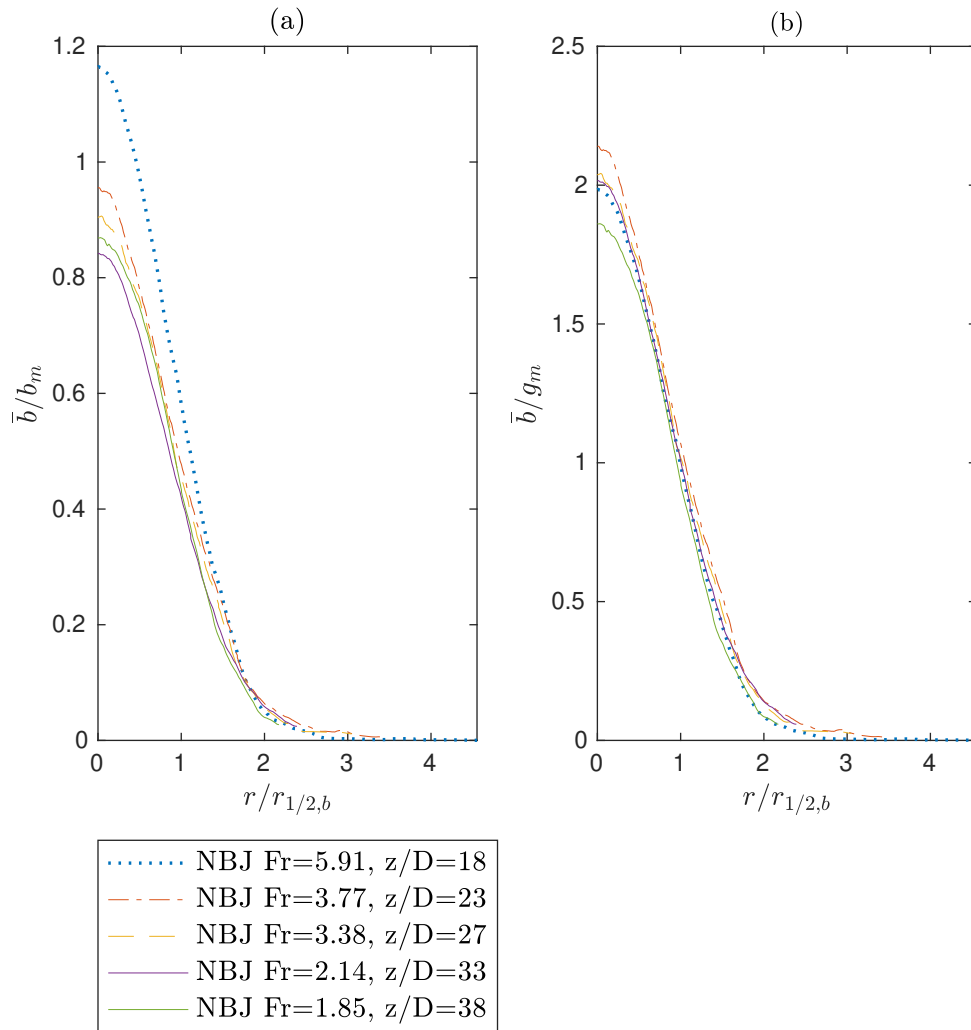 (a)
1.2
1
0.8
0.6
0.4
0.2
0
b̄/b_m
0 1 2 3 4
r/r_{1/2,b}
(b)
2.5
2
1.5
1
0.5
0
b̄/g_m
0 1 2 3 4
r/r_{1/2,b}
NBJ Fr=5.91, z/D=18
NBJ Fr=3.77, z/D=23
NBJ Fr=3.38, z/D=27
NBJ Fr=2.14, z/D=33
NBJ Fr=1.85, z/D=38